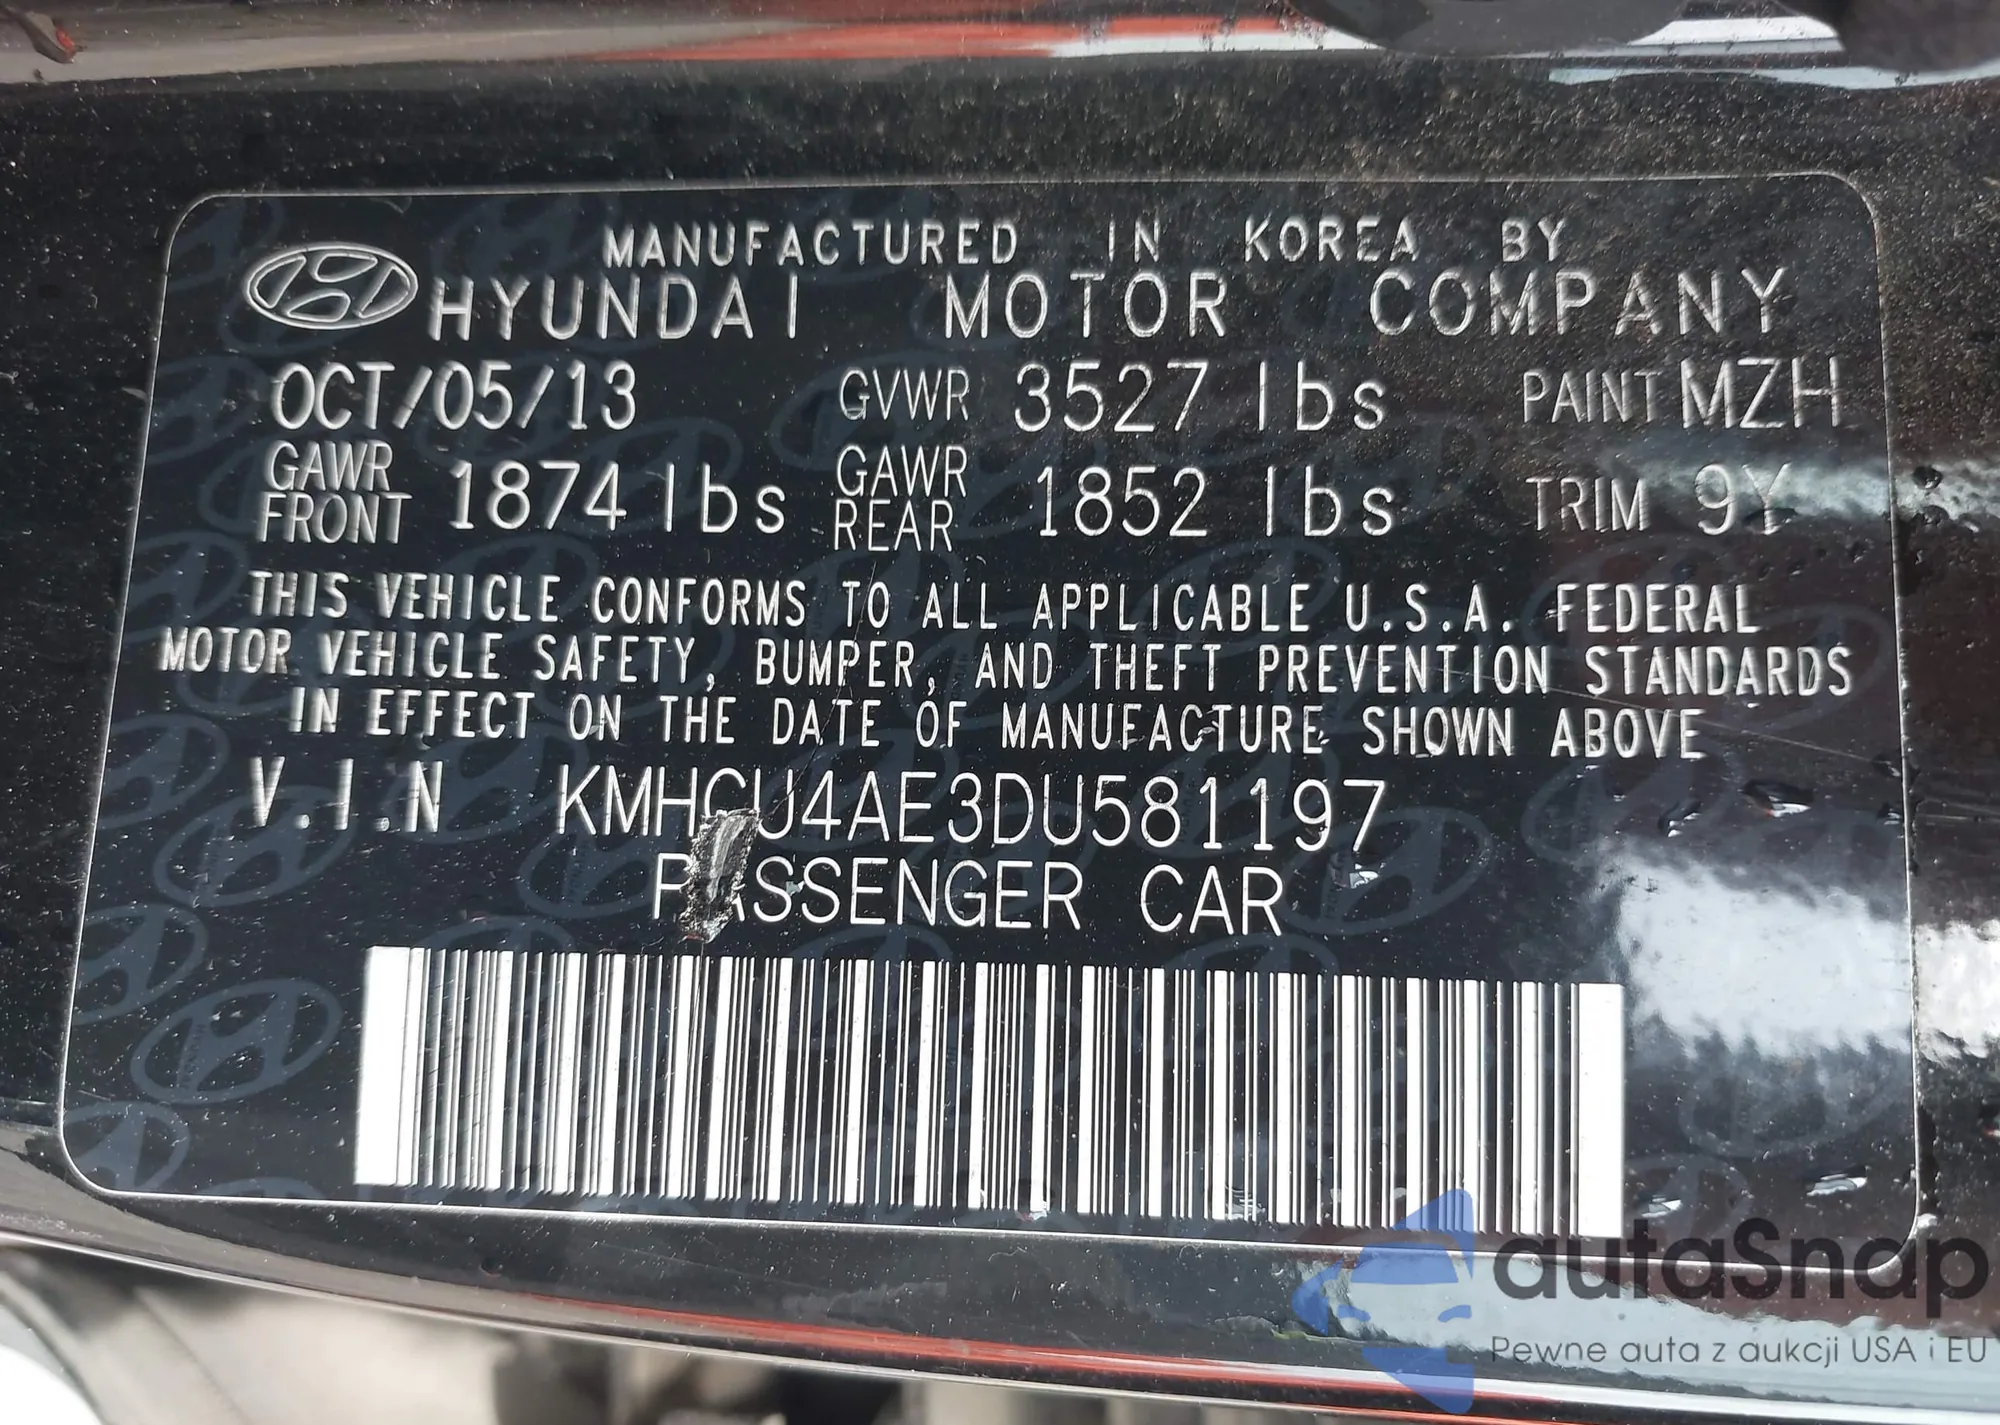 MANUFACTURED IN KOREA BY
HYUNDAI MOTOR COMPANY
OCT/05/13 GVWR 3527 lbs PAINT MZH
GAWR FRONT 1874 lbs GAWR REAR 1852 lbs TRIM 9Y
THIS VEHICLE CONFORMS TO ALL APPLICABLE U.S.A. FEDERAL
MOTOR VEHICLE SAFETY, BUMPER, AND THEFT PREVENTION STANDARDS
IN EFFECT ON THE DATE OF MANUFACTURE SHOWN ABOVE
V.I.N KMHCU4AE3DU581197
PASSENGER CAR
autaSnap
Pewne auta z aukcji USA i EU